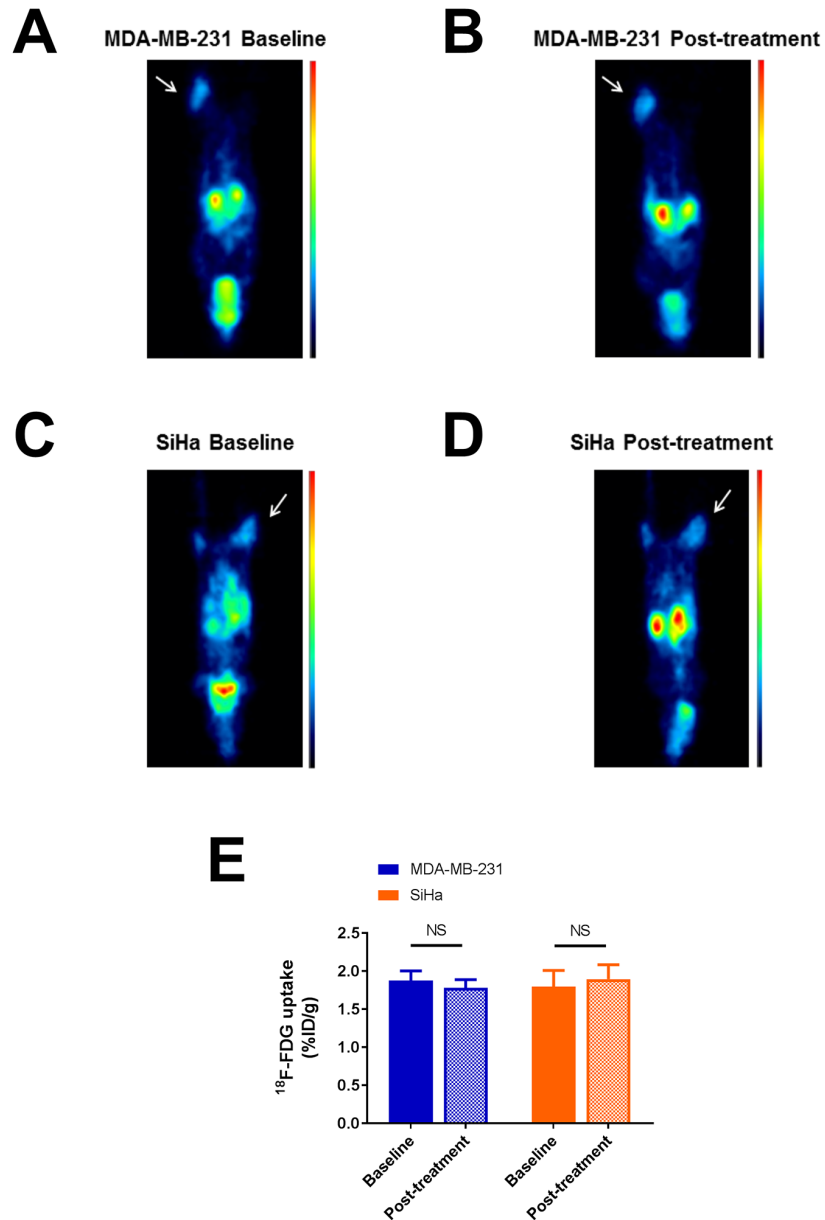 A
MDA-MB-231 Baseline
B
MDA-MB-231 Post-treatment
C
SiHa Baseline
D
SiHa Post-treatment
E
MDA-MB-231
SiHa
NS
NS
2.5
2.0
1.5
1.0
0.5
0.0
¹⁸F-FDG uptake
(%ID/g)
Baseline
Post-treatment
Baseline
Post-treatment